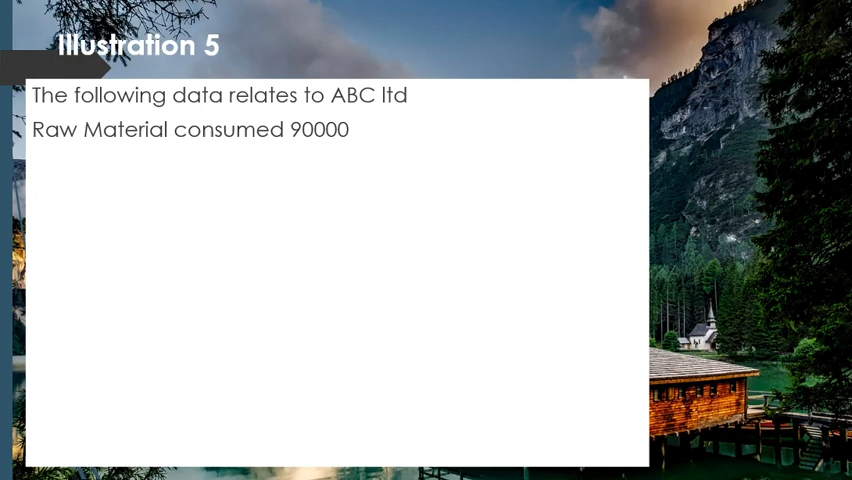 Illustration 5
The following data relates to ABC ltd
Raw Material consumed 90000